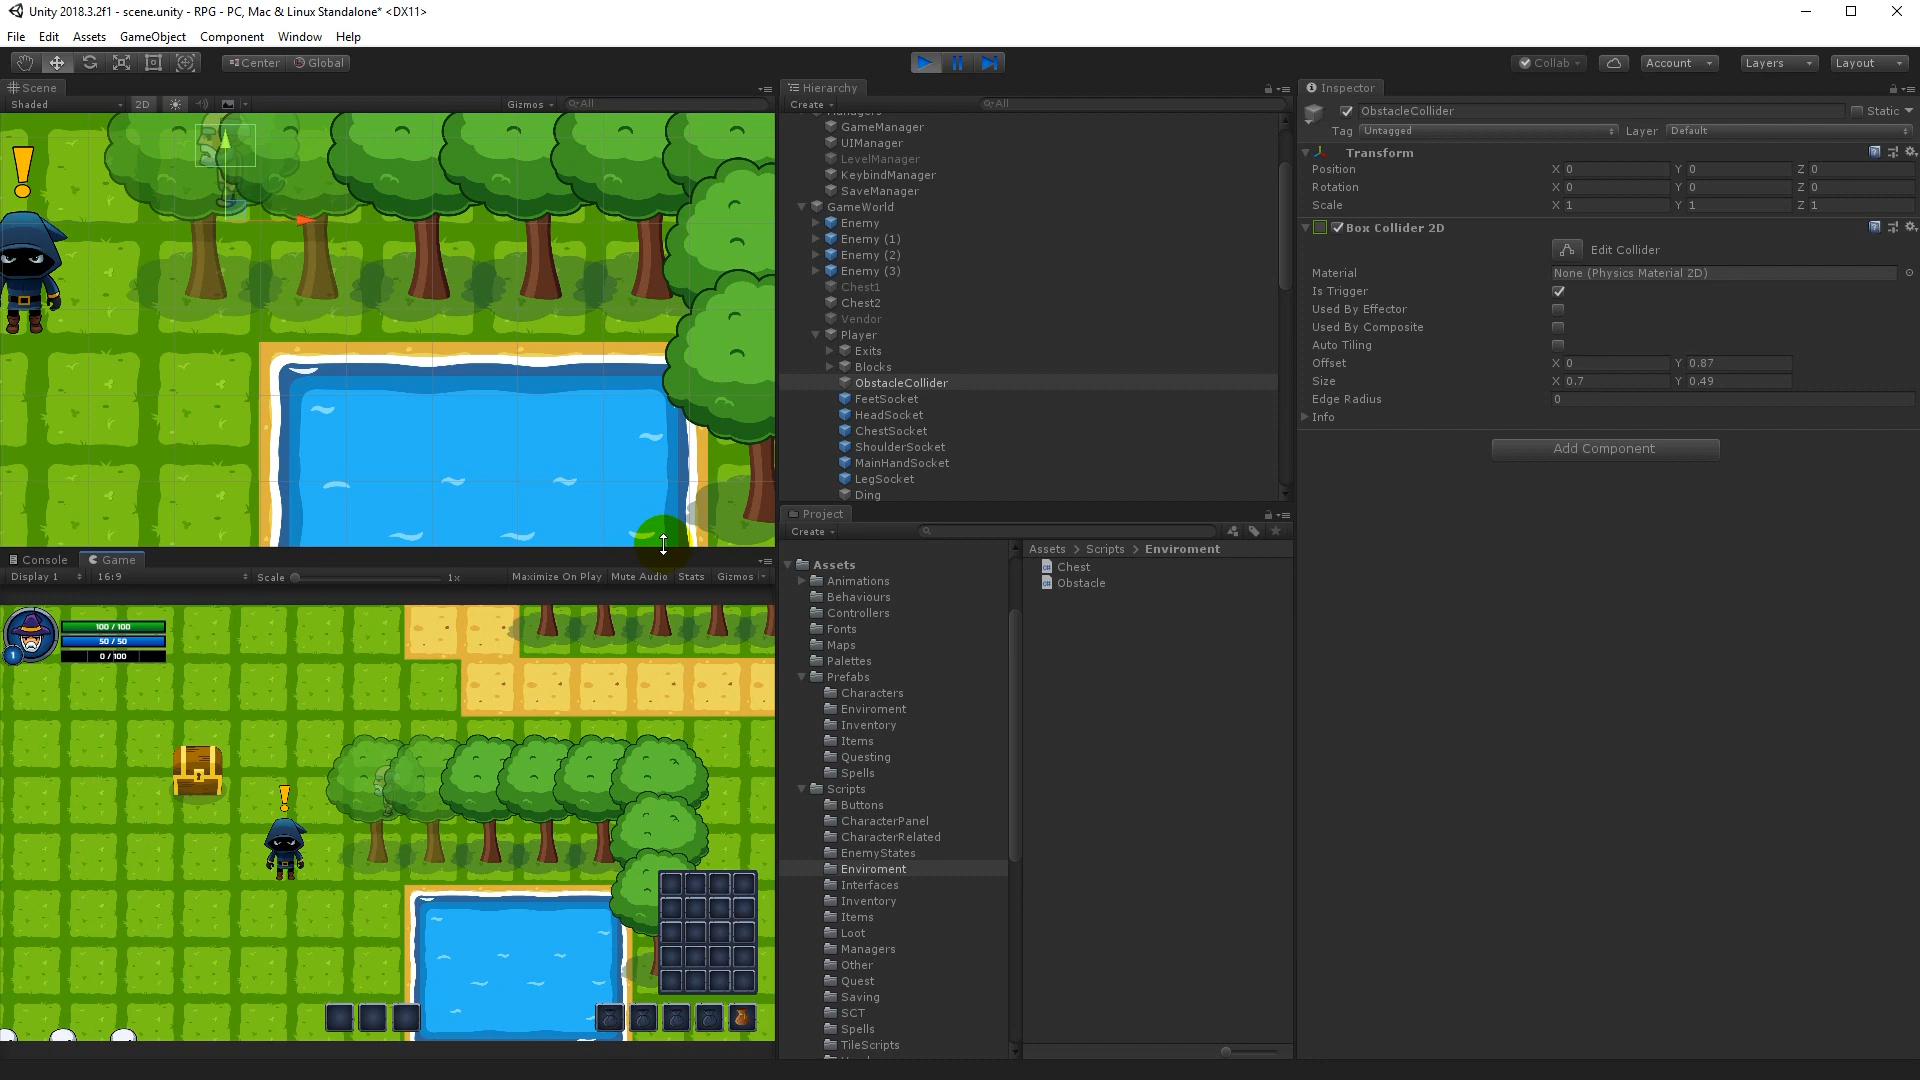 Unity 2018.3.2f1 - scene.unity - RPG - PC, Mac & Linux Standalone* <DX11>
File Edit Assets GameObject Component Window Help
Center Global
Collab Account Layers Layout
Scene
Shaded 2D Gizmos All
Hierarchy
Create All
GameManager
UIManager
LevelManager
KeybindManager
SaveManager
GameWorld
Enemy
Enemy (1)
Enemy (2)
Enemy (3)
Chest1
Chest2
Vendor
Player
Exits
Blocks
ObstacleCollider
FeetSocket
HeadSocket
ChestSocket
ShoulderSocket
MainHandSocket
LegSocket
Ding
Inspector
ObstacleCollider Static
Tag Untagged Layer Default
Transform
Position X 0 Y 0 Z 0
Rotation X 0 Y 0 Z 0
Scale X 1 Y 1 Z 1
Box Collider 2D
Edit Collider
Material None (Physics Material 2D)
Is Trigger
Used By Effector
Used By Composite
Auto Tiling
Offset X 0 Y 0.87
Size X 0.7 Y 0.49
Edge Radius 0
Info
Add Component
Console Game
Display 1 16:9 Scale 1x Maximize On Play Mute Audio Stats Gizmos
100 / 100
50 / 50
0 / 100
1
Project
Create
Assets
Animations
Behaviours
Controllers
Fonts
Maps
Palettes
Prefabs
Characters
Enviroment
Inventory
Items
Questing
Spells
Scripts
Buttons
CharacterPanel
CharacterRelated
EnemyStates
Enviroment
Interfaces
Inventory
Items
Loot
Managers
Other
Quest
Saving
SCT
Spells
TileScripts
Assets > Scripts > Enviroment
Chest
Obstacle